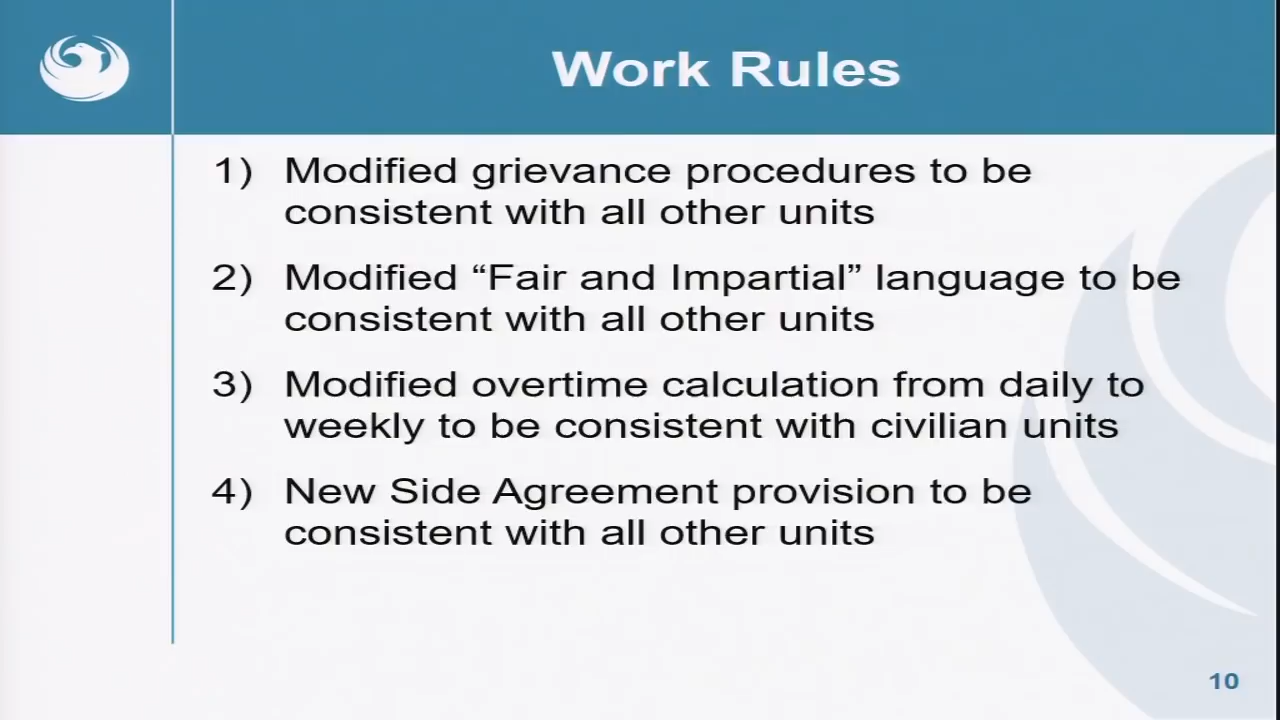 Work Rules
1) Modified grievance procedures to be
consistent with all other units
2) Modified “Fair and Impartial” language to be
consistent with all other units
3) Modified overtime calculation from daily to
weekly to be consistent with civilian units
4) New Side Agreement provision to be
consistent with all other units
10